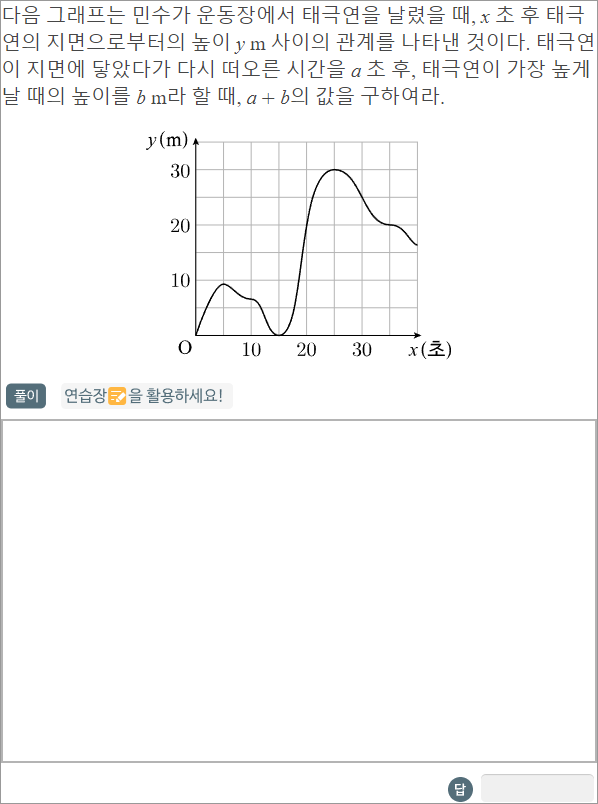 다음 그래프는 민수가 운동장에서 태극연을 날렸을 때, x 초 후 태극
연의 지면으로부터의 높이 y m 사이의 관계를 나타낸 것이다. 태극연
이 지면에 닿았다가 다시 떠오른 시간을 a 초 후, 태극연이 가장 높게
날 때의 높이를 b m라 할 때, a + b의 값을 구하여라.
y(m)
30
20
10
O 10 20 30 x(초)
풀이 연습장을 활용하세요!
답